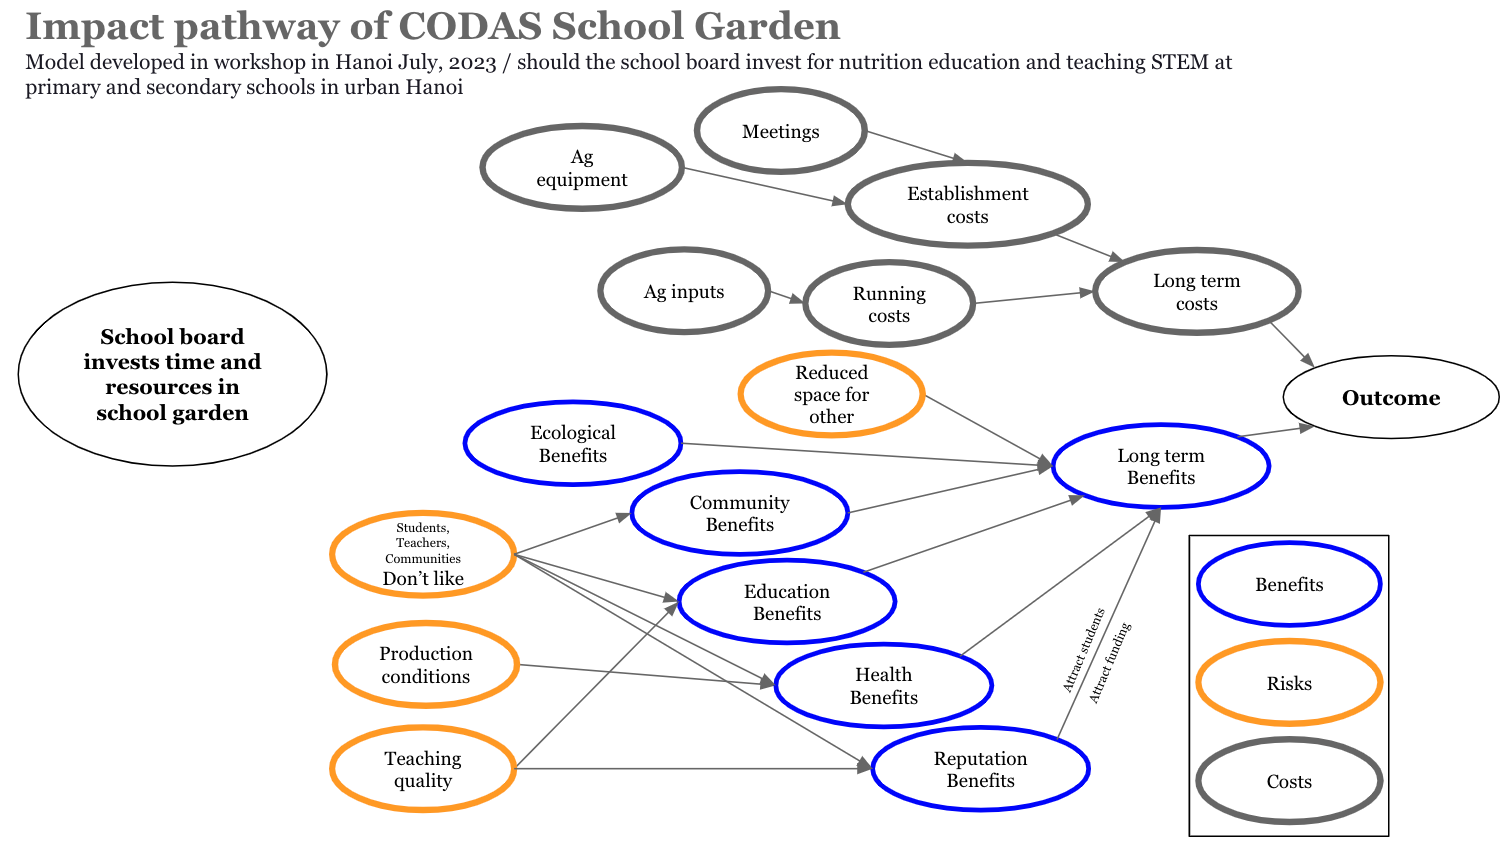 Impact pathway of CODAS School Garden
Model developed in workshop in Hanoi July, 2023 / should the school board invest for nutrition education and teaching STEM at
primary and secondary schools in urban Hanoi
Meetings
Ag
equipment
Establishment
costs
Ag inputs
Running
costs
Long term
costs
School board
invests time and
resources in
school garden
Reduced
space for
other
Outcome
Ecological
Benefits
Long term
Benefits
Community
Benefits
Students,
Teachers,
Communities
Don’t like
Education
Benefits
Production
conditions
Health
Benefits
Attract students
Attract funding
Teaching
quality
Reputation
Benefits
Benefits
Risks
Costs